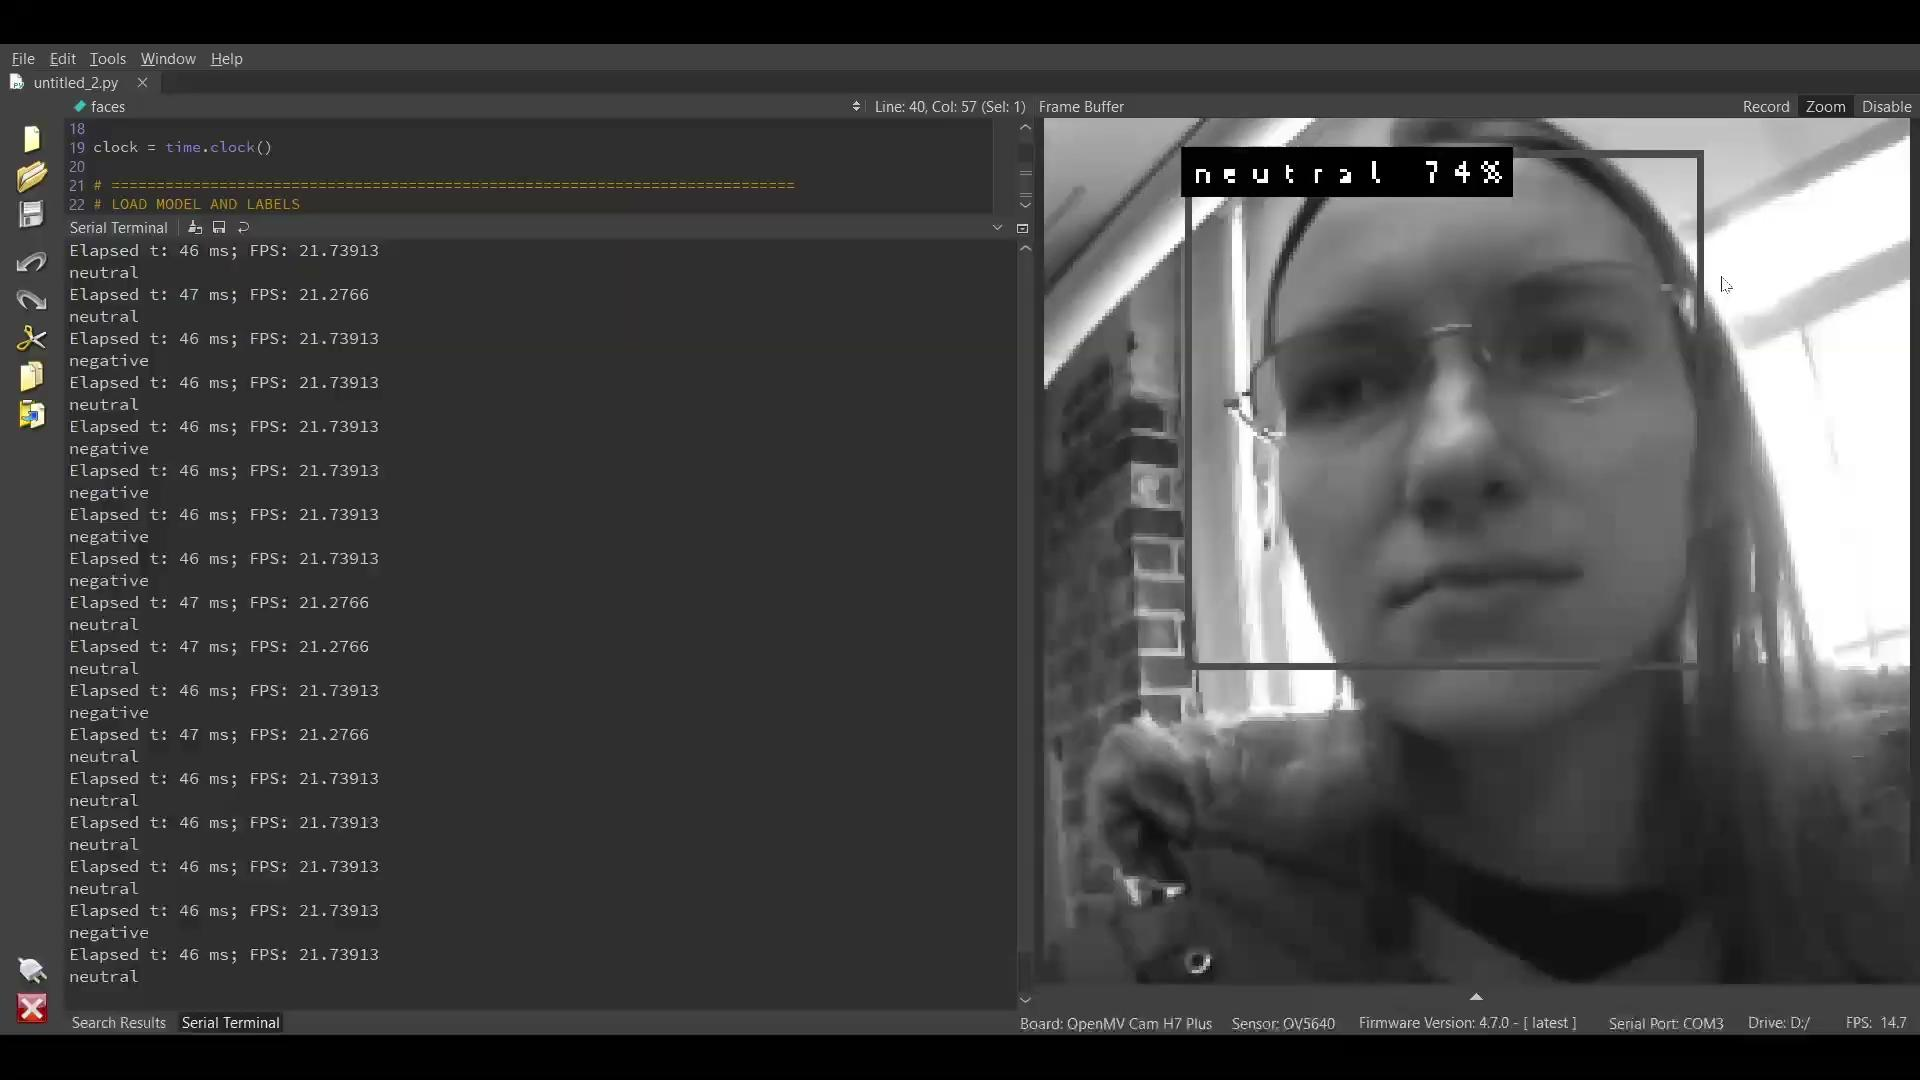 File Edit Tools Window Help
untitled_2.py
faces
Line: 40, Col: 57 (Sel: 1)
Frame Buffer
Record Zoom Disable
18
19 clock = time.clock()
20
21 # ============================================================================
22 # LOAD MODEL AND LABELS
Serial Terminal
Elapsed t: 46 ms; FPS: 21.73913
neutral
Elapsed t: 47 ms; FPS: 21.2766
neutral
Elapsed t: 46 ms; FPS: 21.73913
negative
Elapsed t: 46 ms; FPS: 21.73913
neutral
Elapsed t: 46 ms; FPS: 21.73913
negative
Elapsed t: 46 ms; FPS: 21.73913
negative
Elapsed t: 46 ms; FPS: 21.73913
negative
Elapsed t: 46 ms; FPS: 21.73913
negative
Elapsed t: 47 ms; FPS: 21.2766
neutral
Elapsed t: 47 ms; FPS: 21.2766
neutral
Elapsed t: 46 ms; FPS: 21.73913
negative
Elapsed t: 47 ms; FPS: 21.2766
neutral
Elapsed t: 46 ms; FPS: 21.73913
neutral
Elapsed t: 46 ms; FPS: 21.73913
neutral
Elapsed t: 46 ms; FPS: 21.73913
neutral
Elapsed t: 46 ms; FPS: 21.73913
negative
Elapsed t: 46 ms; FPS: 21.73913
neutral
neutral 74%
Search Results Serial Terminal
Board: OpenMV Cam H7 Plus Sensor: OV5640 Firmware Version: 4.7.0 - [ latest ] Serial Port: COM3 Drive: D:/ FPS: 14.7